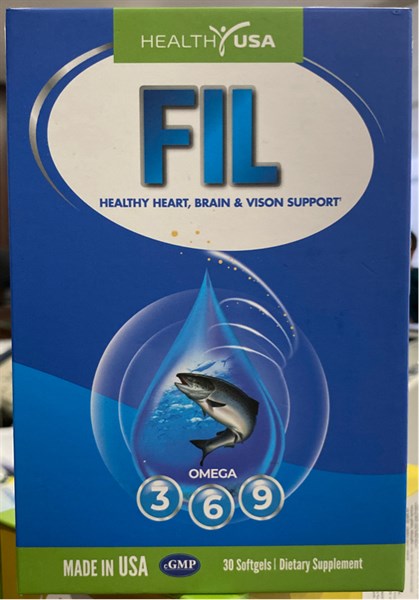 HEALTHY USA
FIL
HEALTHY HEART, BRAIN & VISON SUPPORT†
OMEGA
3 6 9
MADE IN USA cGMP 30 Softgels | Dietary Supplement